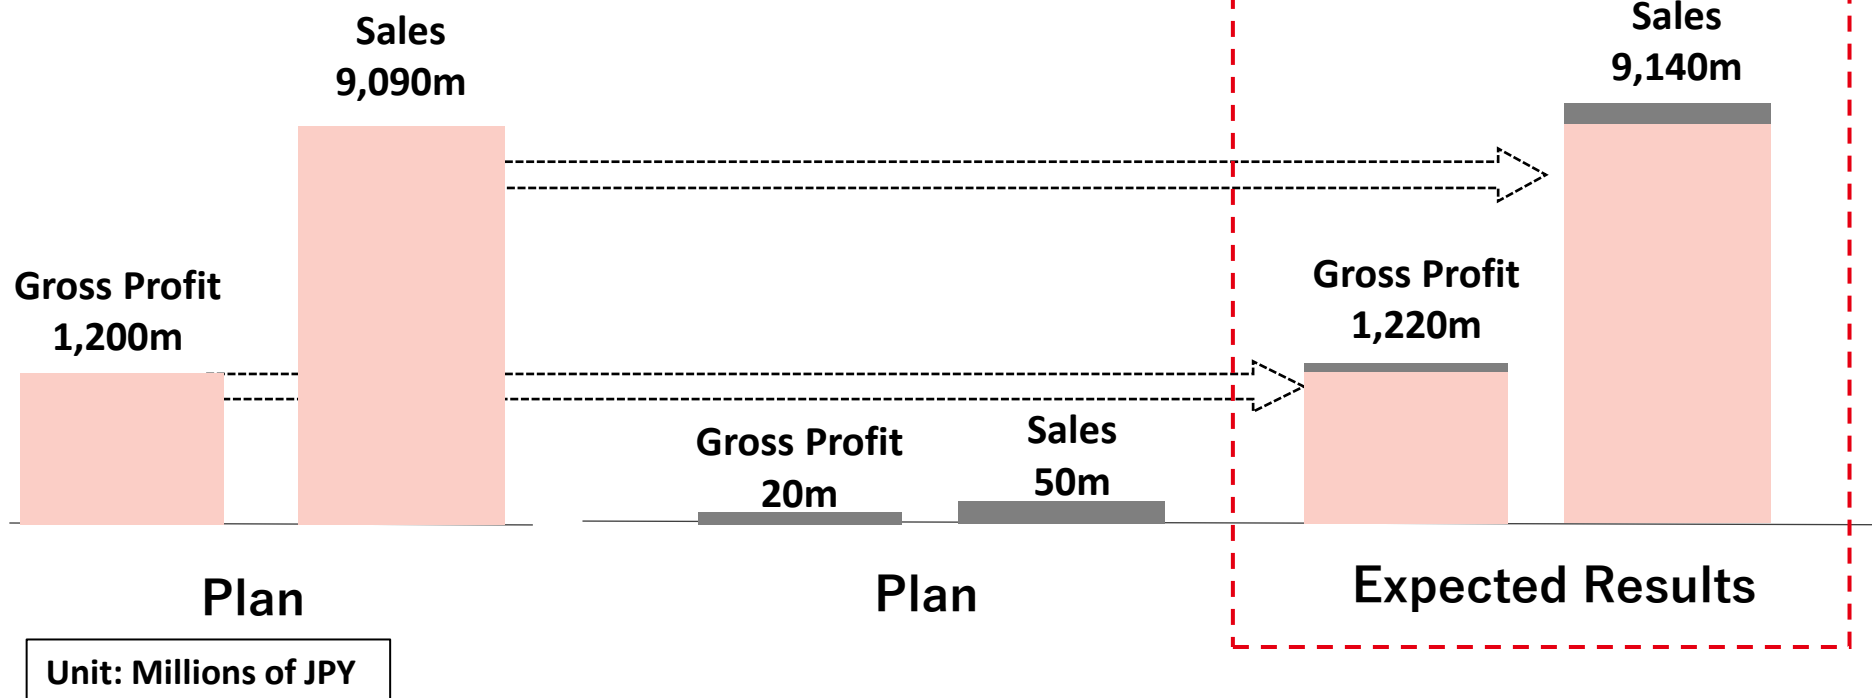 Sales
9,090m
Gross Profit
1,200m
Plan
Gross Profit
20m
Sales
50m
Plan
Sales
9,140m
Gross Profit
1,220m
Expected Results
Unit: Millions of JPY